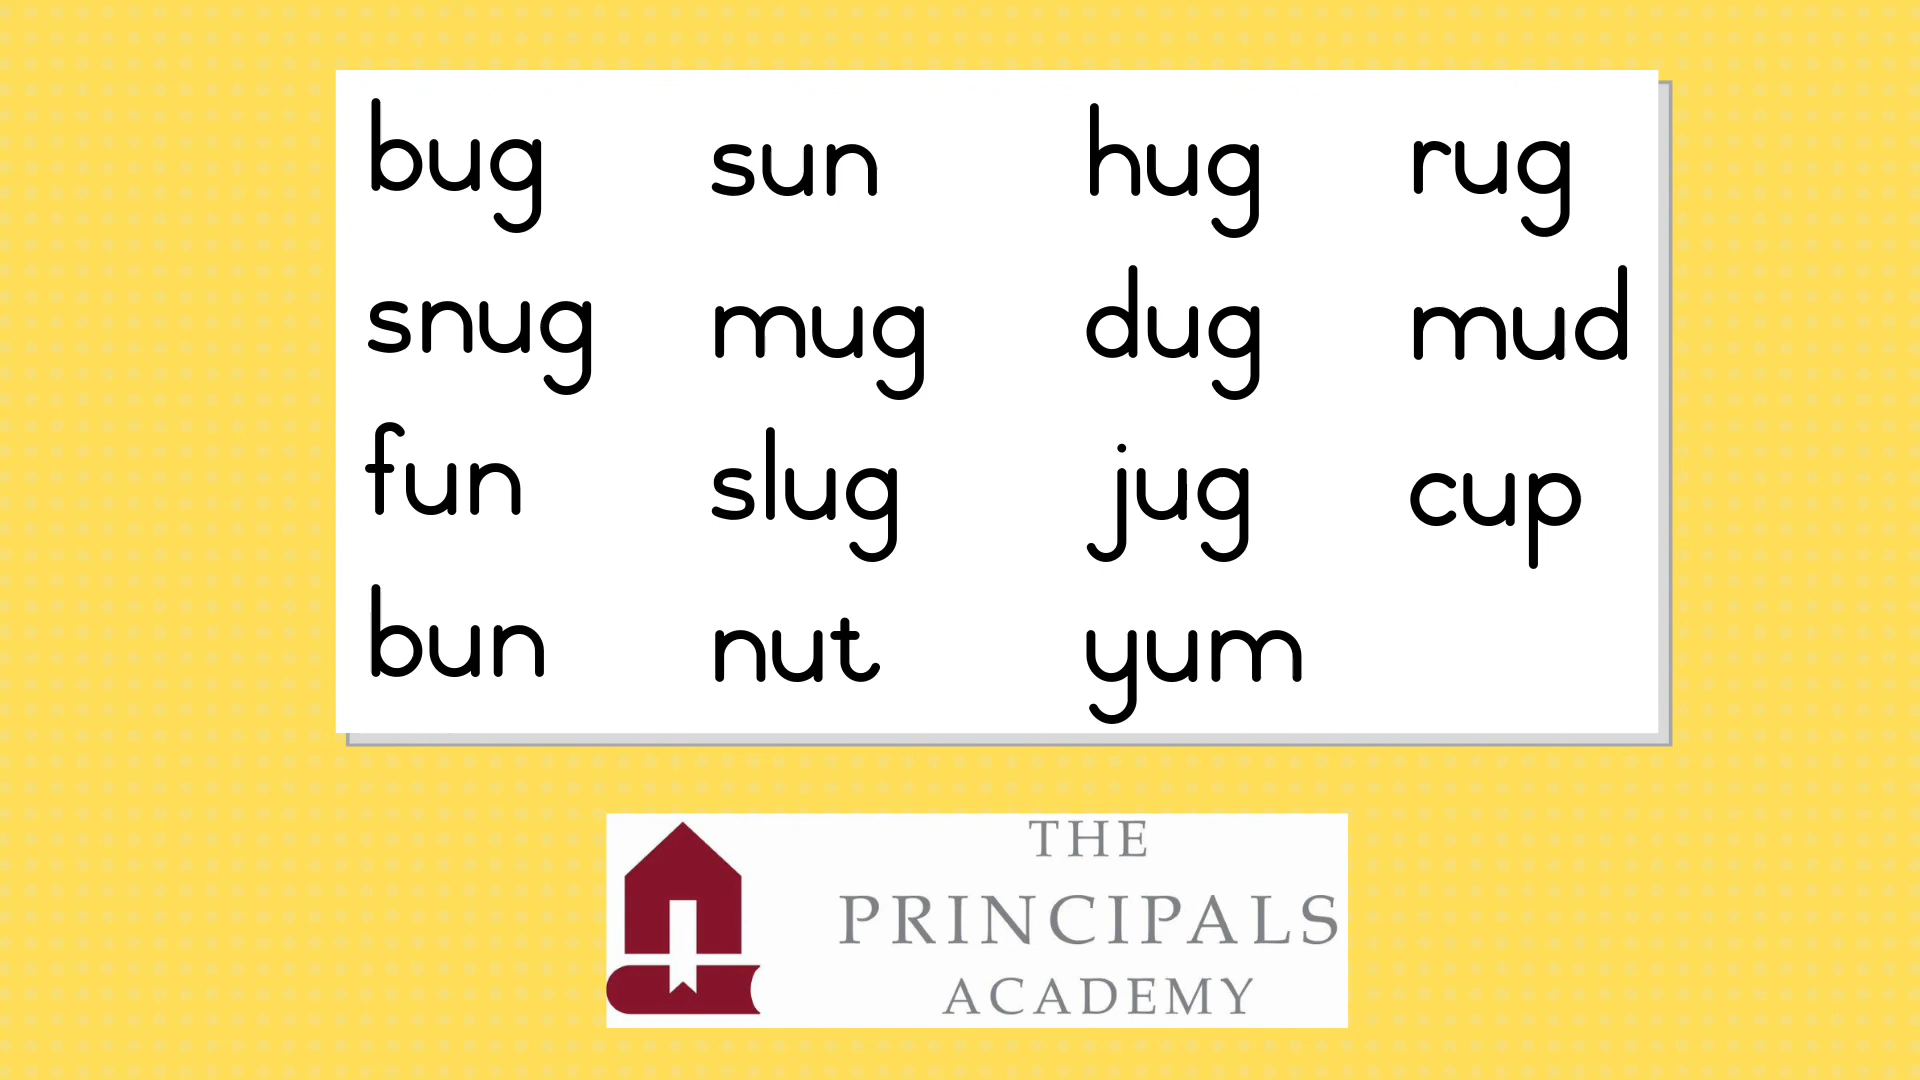 bug sun hug rug
snug mug dug mud
fun slug jug cup
bun nut yum
THE
PRINCIPALS
ACADEMY